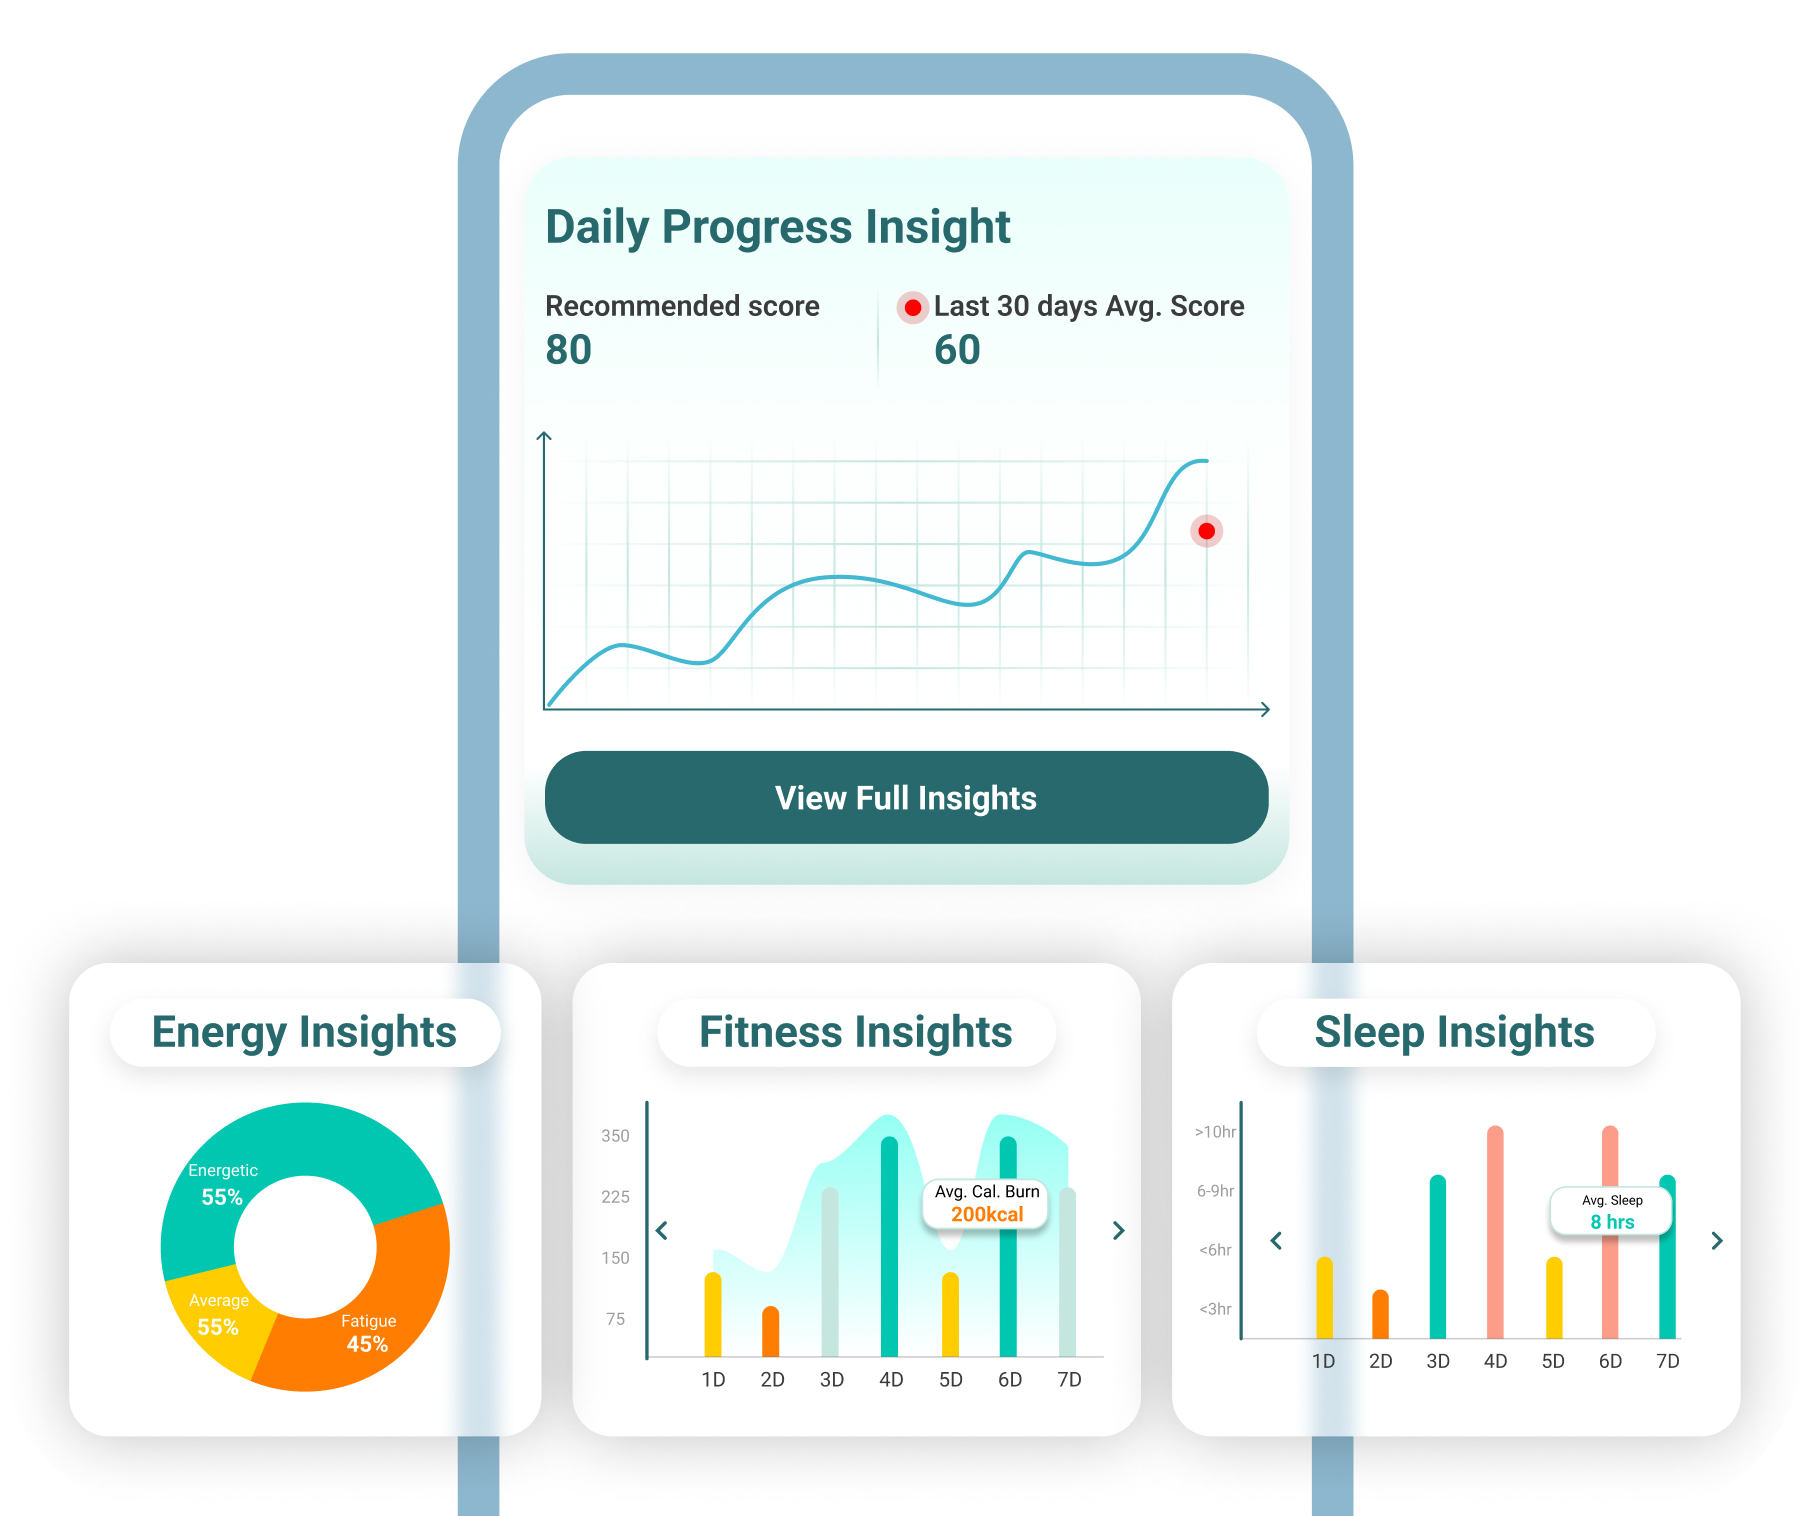 Daily Progress Insight
Recommended score
80
Last 30 days Avg. Score
60
View Full Insights
Energy Insights
Energetic
55%
Average
55%
Fatigue
45%
Fitness Insights
350
225
150
75
Avg. Cal. Burn
200kcal
1D 2D 3D 4D 5D 6D 7D
Sleep Insights
>10hr
6-9hr
<6hr
<3hr
Avg. Sleep
8 hrs
1D 2D 3D 4D 5D 6D 7D